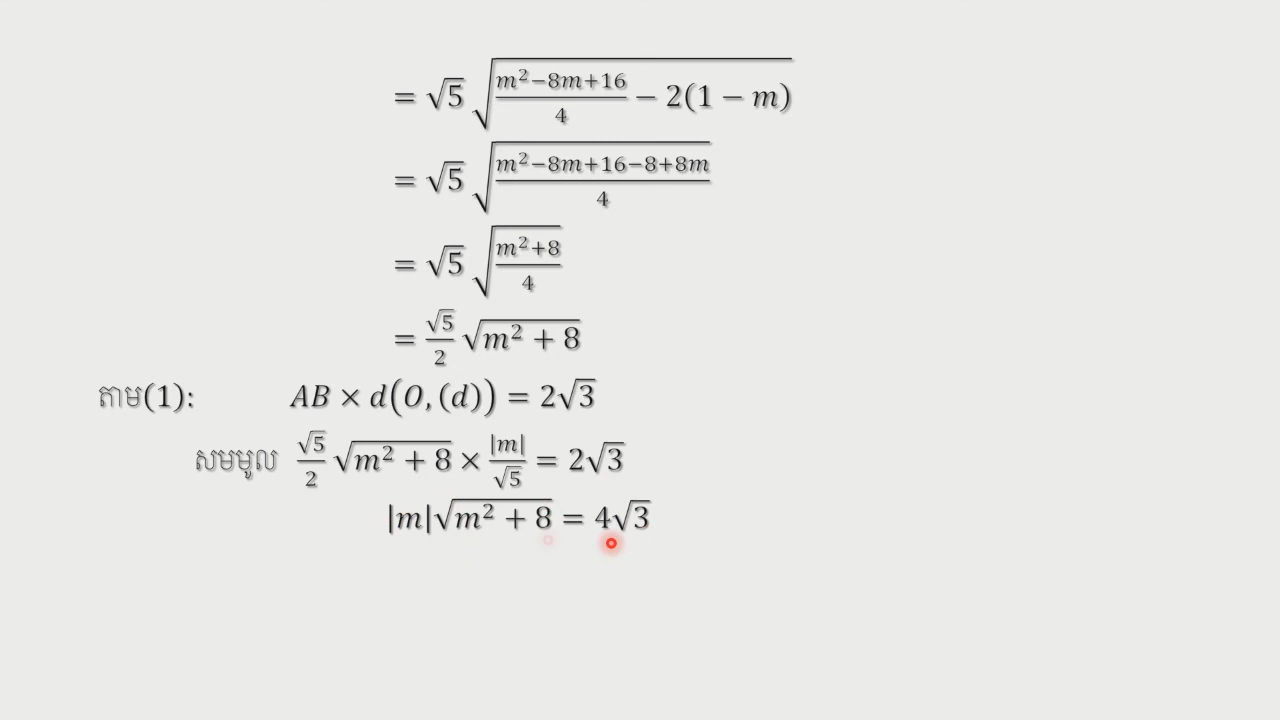 = √5 √((m²−8m+16)/4 − 2(1 − m))
= √5 √((m²−8m+16−8+8m)/4)
= √5 √((m²+8)/4)
= √5/2 √(m² + 8)
តាម(1): AB × d(O, (d)) = 2√3
សមមូល √5/2 √(m² + 8) × |m|/√5 = 2√3
|m|√(m² + 8) = 4√3